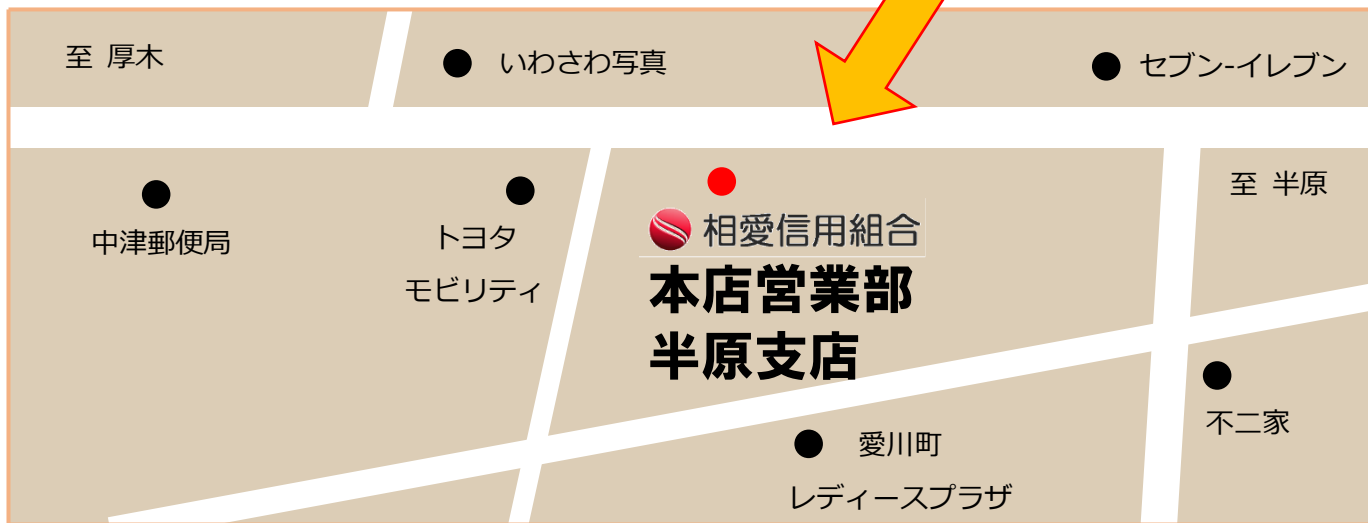 至 厚木
いわさわ写真
セブン-イレブン
中津郵便局
トヨタ
モビリティ
相愛信用組合
本店営業部
半原支店
至 半原
不二家
愛川町
レディースプラザ